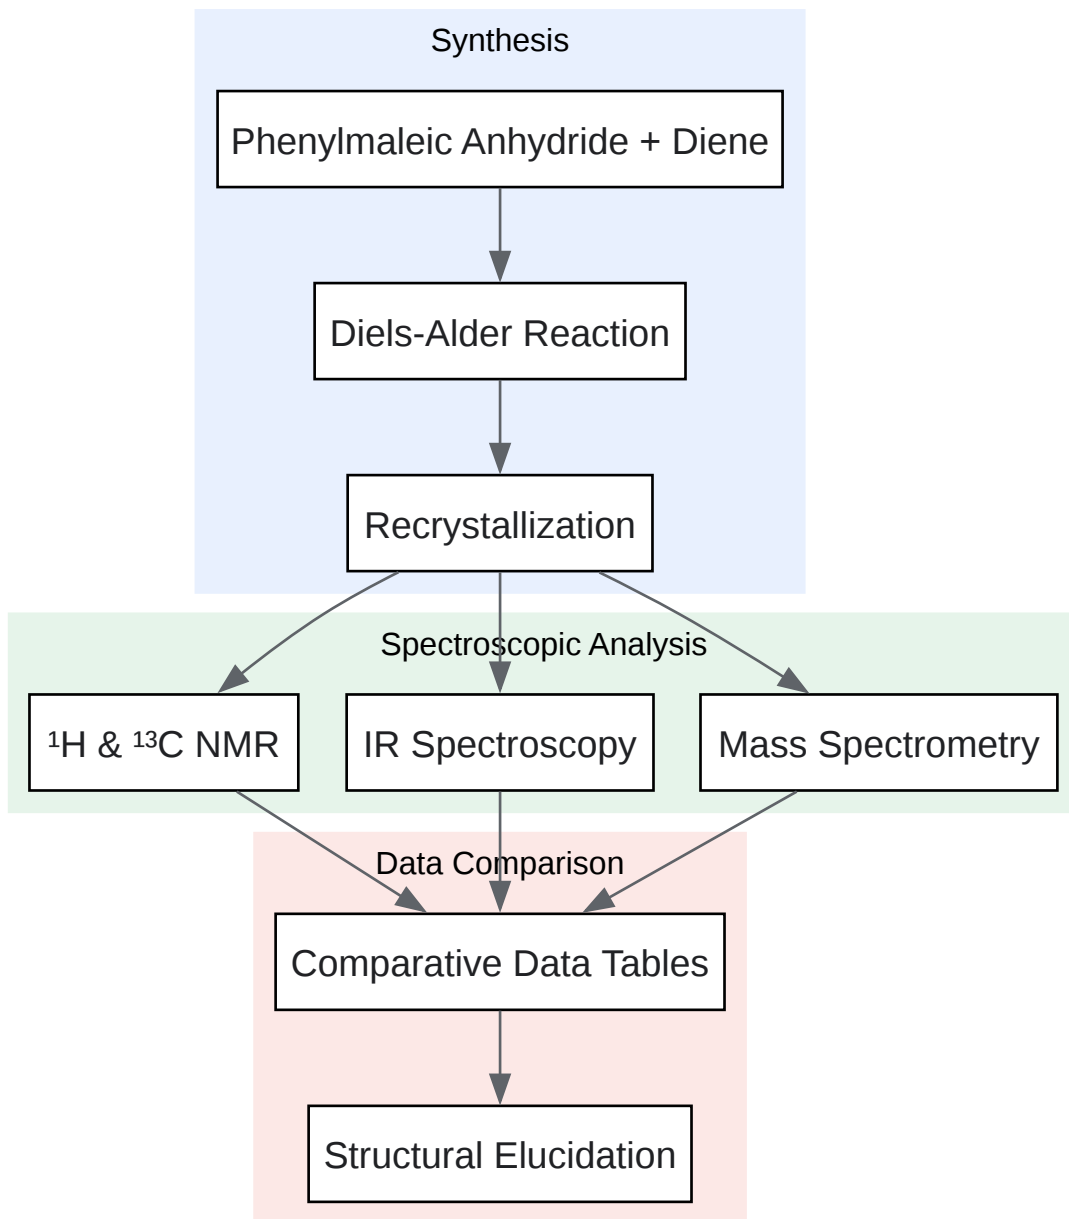 Synthesis
Phenylmaleic Anhydride + Diene
Diels-Alder Reaction
Recrystallization
Spectroscopic Analysis
¹H & ¹³C NMR
IR Spectroscopy
Mass Spectrometry
Data Comparison
Comparative Data Tables
Structural Elucidation